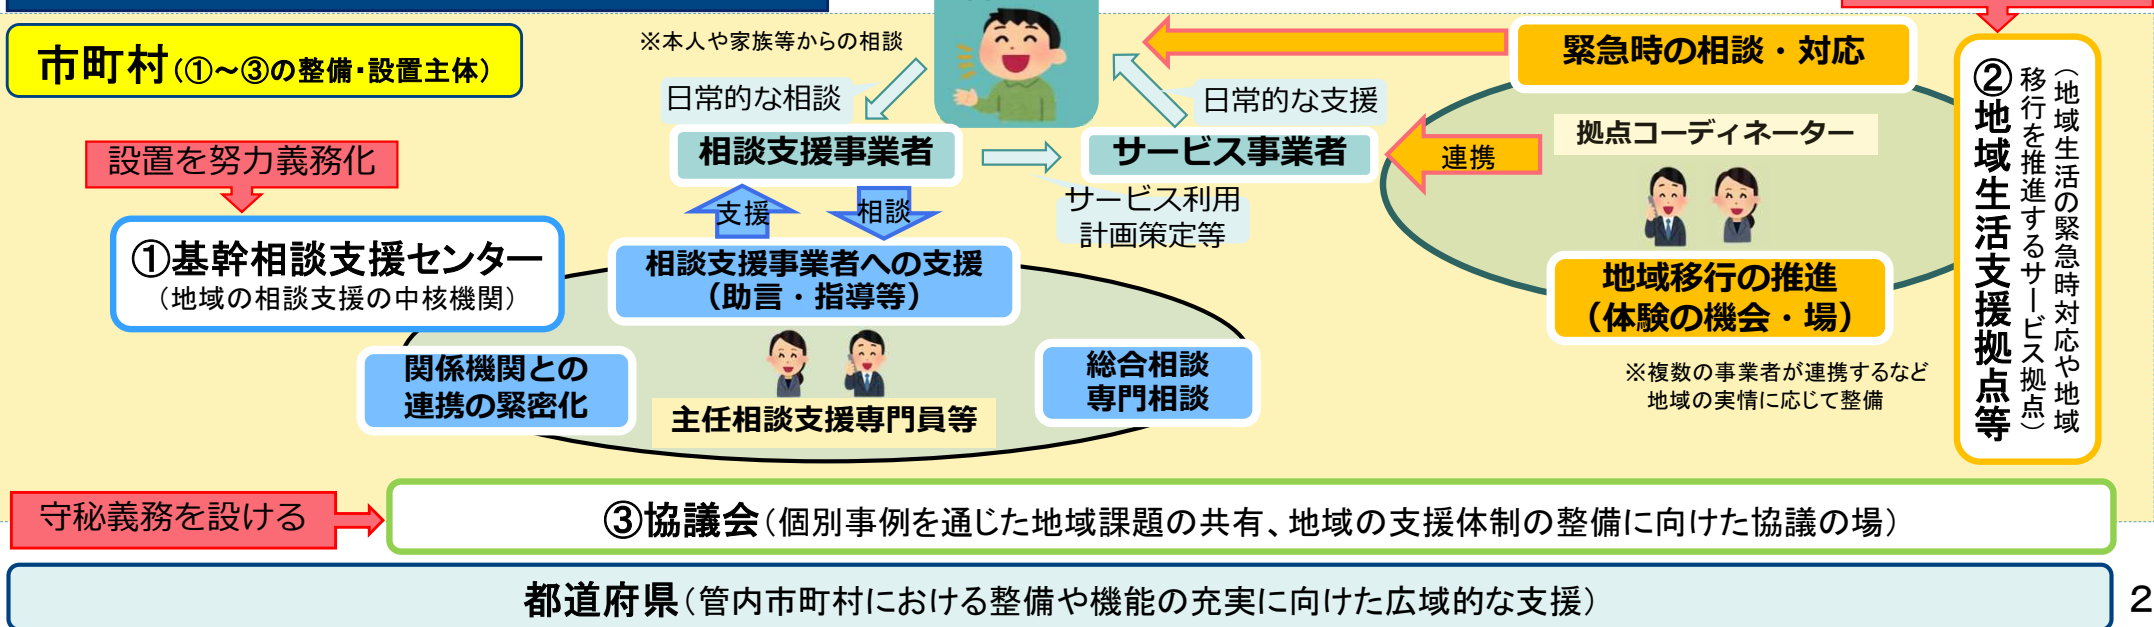 市町村（①～③の整備・設置主体）
※本人や家族等からの相談
日常的な相談
日常的な支援
相談支援事業者
サービス事業者
サービス利用
計画策定等
緊急時の相談・対応
拠点コーディネーター
連携
地域移行の推進
（体験の機会・場）
※複数の事業者が連携するなど
地域の実情に応じて整備
②地域生活支援拠点等
（地域生活の緊急時対応や地域
移行を推進するサービス拠点）
設置を努力義務化
①基幹相談支援センター
（地域の相談支援の中核機関）
支援
相談
相談支援事業者への支援
（助言・指導等）
関係機関との
連携の緊密化
総合相談
専門相談
主任相談支援専門員等
守秘義務を設ける
③協議会（個別事例を通じた地域課題の共有、地域の支援体制の整備に向けた協議の場）
都道府県（管内市町村における整備や機能の充実に向けた広域的な支援）
2